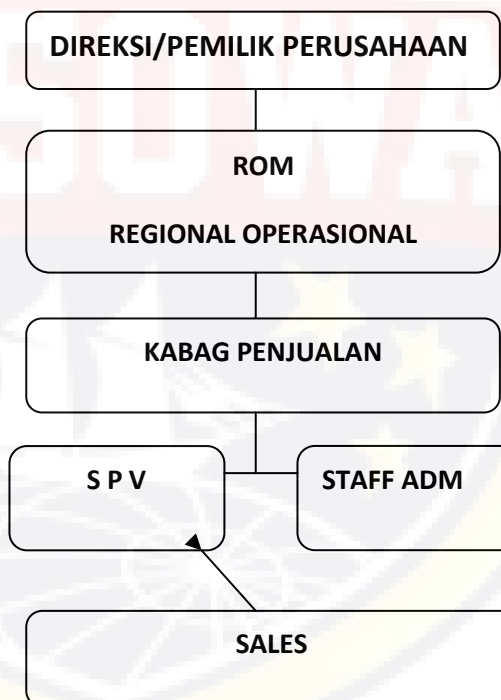 DIREKSI/PEMILIK PERUSAHAAN
ROM
REGIONAL OPERASIONAL
KABAG PENJUALAN
S P V
STAFF ADM
SALES